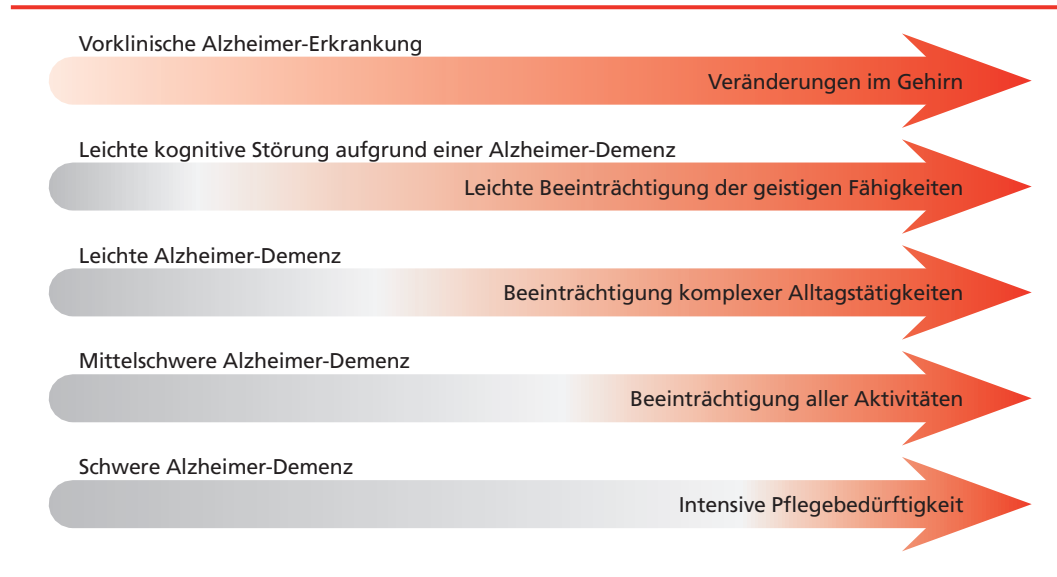 Vorklinische Alzheimer-Erkrankung
Veränderungen im Gehirn
Leichte kognitive Störung aufgrund einer Alzheimer-Demenz
Leichte Beeinträchtigung der geistigen Fähigkeiten
Leichte Alzheimer-Demenz
Beeinträchtigung komplexer Alltagstätigkeiten
Mittelschwere Alzheimer-Demenz
Beeinträchtigung aller Aktivitäten
Schwere Alzheimer-Demenz
Intensive Pflegebedürftigkeit